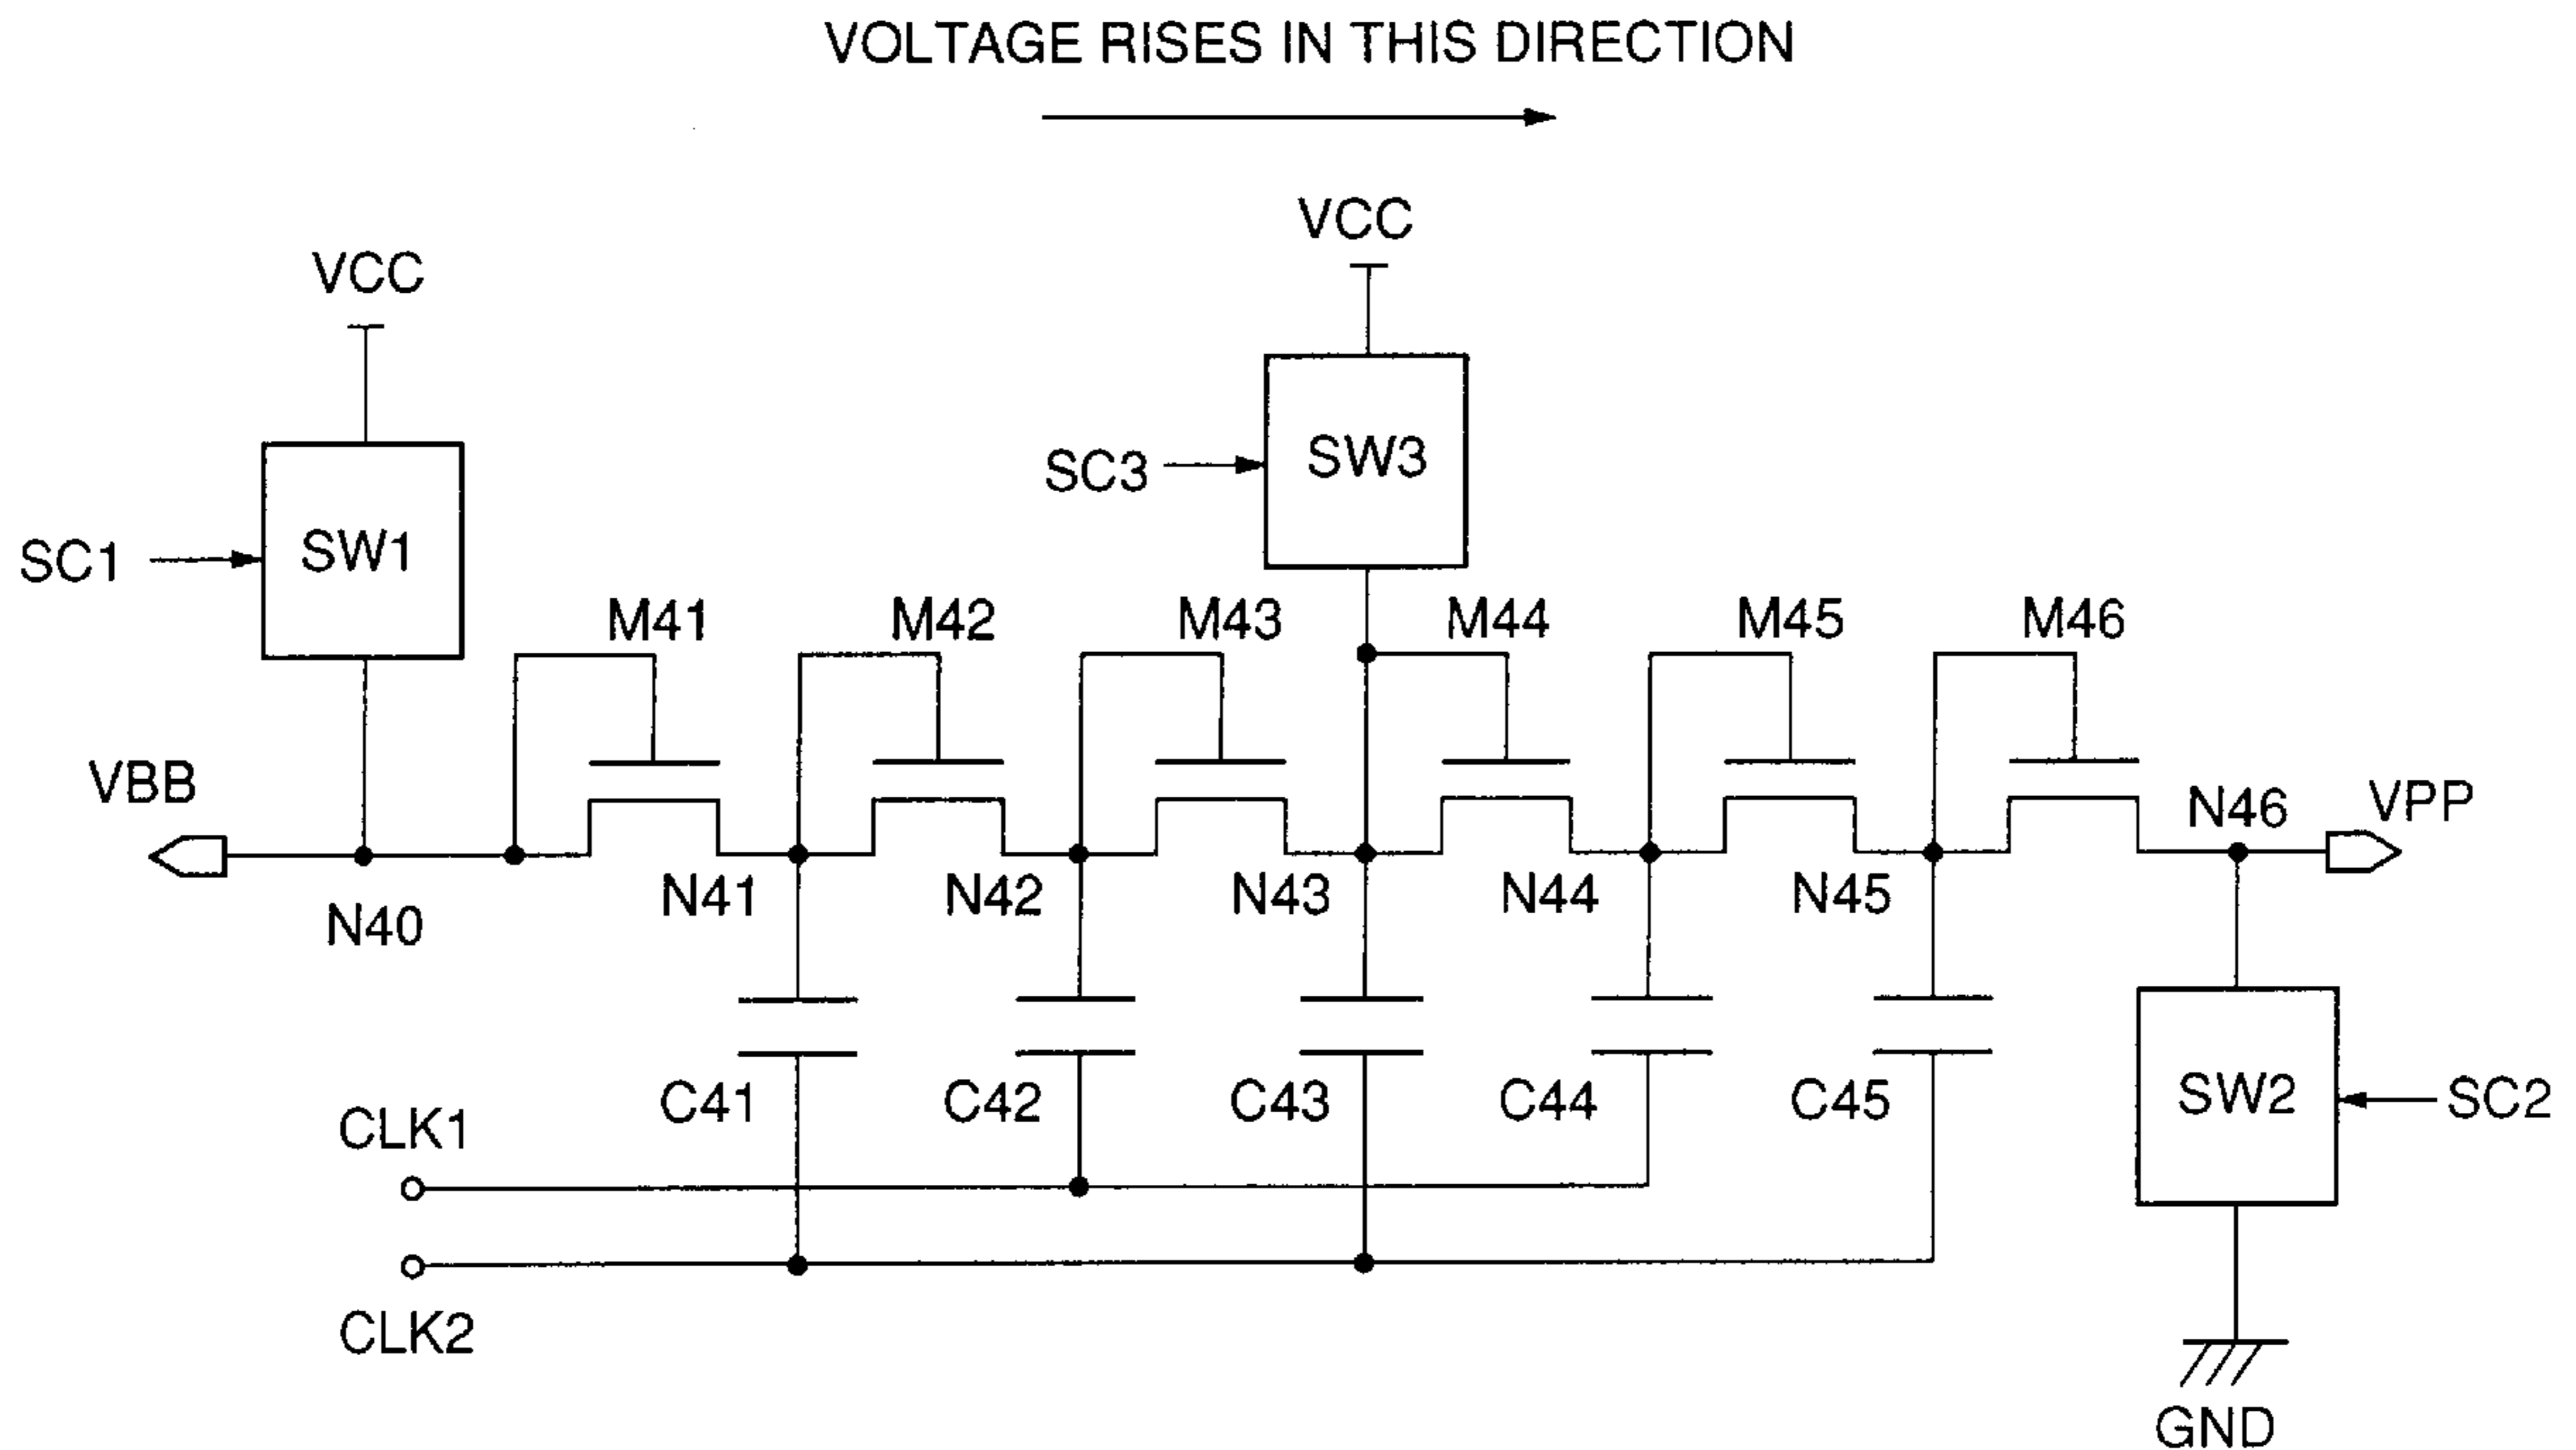 VOLTAGE RISES IN THIS DIRECTION
VCC
VCC
SW3
SC3
SW1
SC1
M41
M42
M43
M44
M45
M46
VBB
N46
VPP
N40
N41
N42
N43
N44
N45
C41
C42
C43
C44
C45
SW2
SC2
CLK1
CLK2
GND